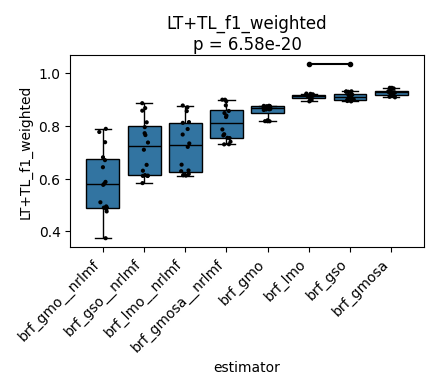 LT+TL_f1_weighted
p = 6.58e-20
LT+TL_f1_weighted
1.0
0.8
0.6
0.4
brf_gmo__nrlmf
brf_gso__nrlmf
brf_lmo__nrlmf
brf_gmosa__nrlmf
brf_gmo
brf_lmo
brf_gso
brf_gmosa
estimator